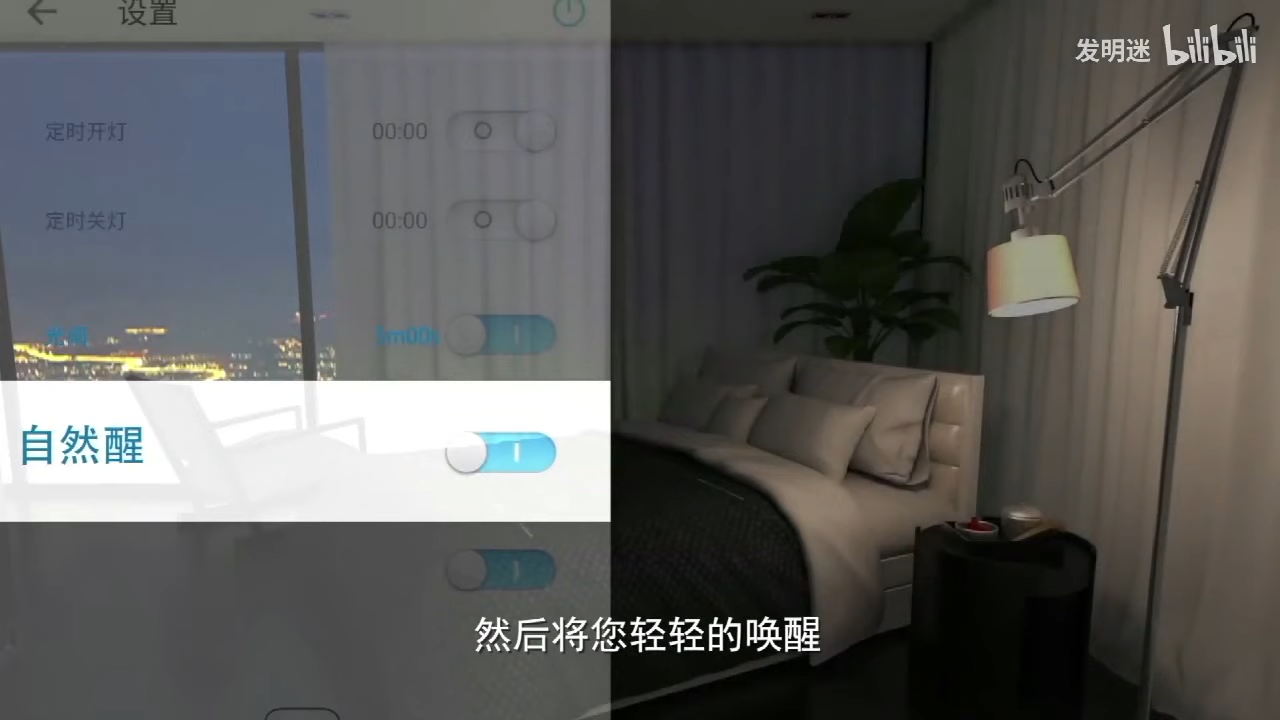 设置
发明迷 bilibili
定时开灯 00:00
定时关灯 00:00
自然醒
然后将您轻轻的唤醒